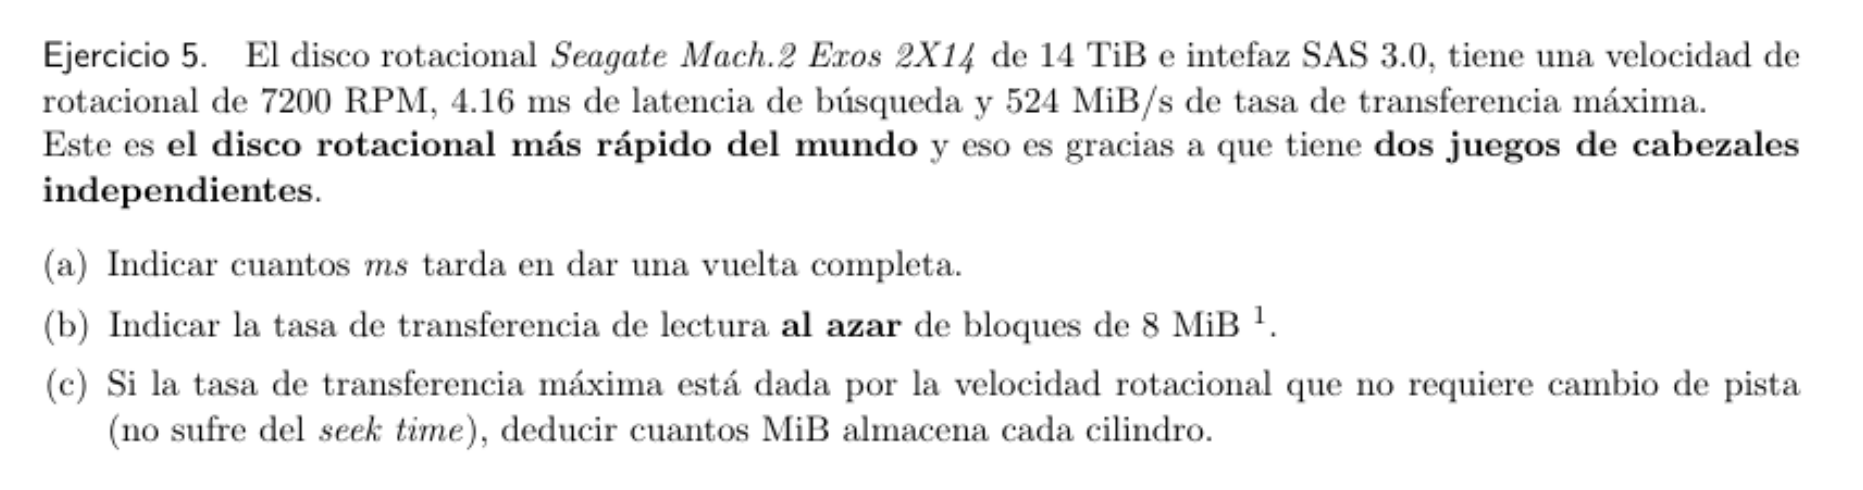 Ejercicio 5. El disco rotacional Seagate Mach.2 Exos 2X14 de 14 TiB e intefaz SAS 3.0, tiene una velocidad de
rotacional de 7200 RPM, 4.16 ms de latencia de búsqueda y 524 MiB/s de tasa de transferencia máxima.
Este es el disco rotacional más rápido del mundo y eso es gracias a que tiene dos juegos de cabezales
independientes.
(a) Indicar cuantos ms tarda en dar una vuelta completa.
(b) Indicar la tasa de transferencia de lectura al azar de bloques de 8 MiB ¹.
(c) Si la tasa de transferencia máxima está dada por la velocidad rotacional que no requiere cambio de pista
(no sufre del seek time), deducir cuantos MiB almacena cada cilindro.